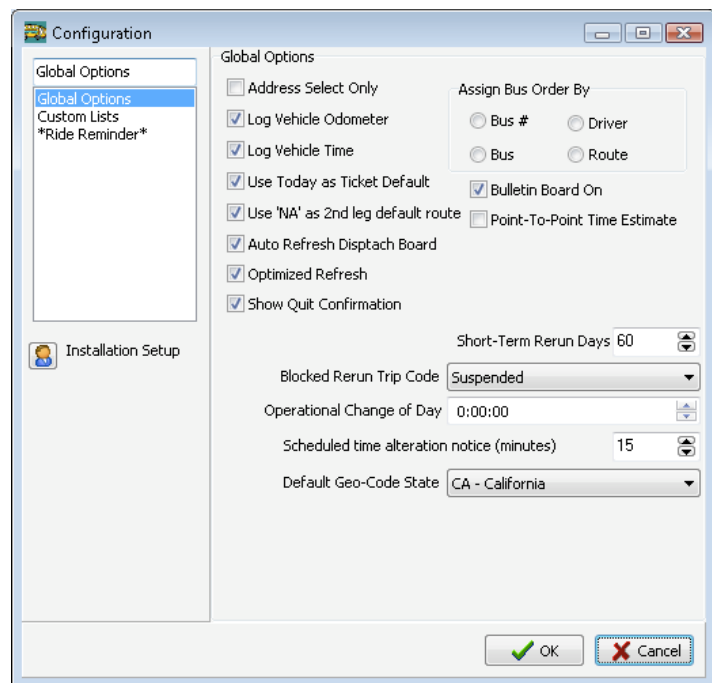 Configuration
Global Options
Global Options
Custom Lists
*Ride Reminder*
Installation Setup
Global Options
Address Select Only
Log Vehicle Odometer
Log Vehicle Time
Use Today as Ticket Default
Use 'NA' as 2nd leg default route
Auto Refresh Disptach Board
Optimized Refresh
Show Quit Confirmation
Assign Bus Order By
Bus # Driver
Bus Route
Bulletin Board On
Point-To-Point Time Estimate
Short-Term Rerun Days 60
Blocked Rerun Trip Code Suspended
Operational Change of Day 0:00:00
Scheduled time alteration notice (minutes) 15
Default Geo-Code State CA - California
OK Cancel